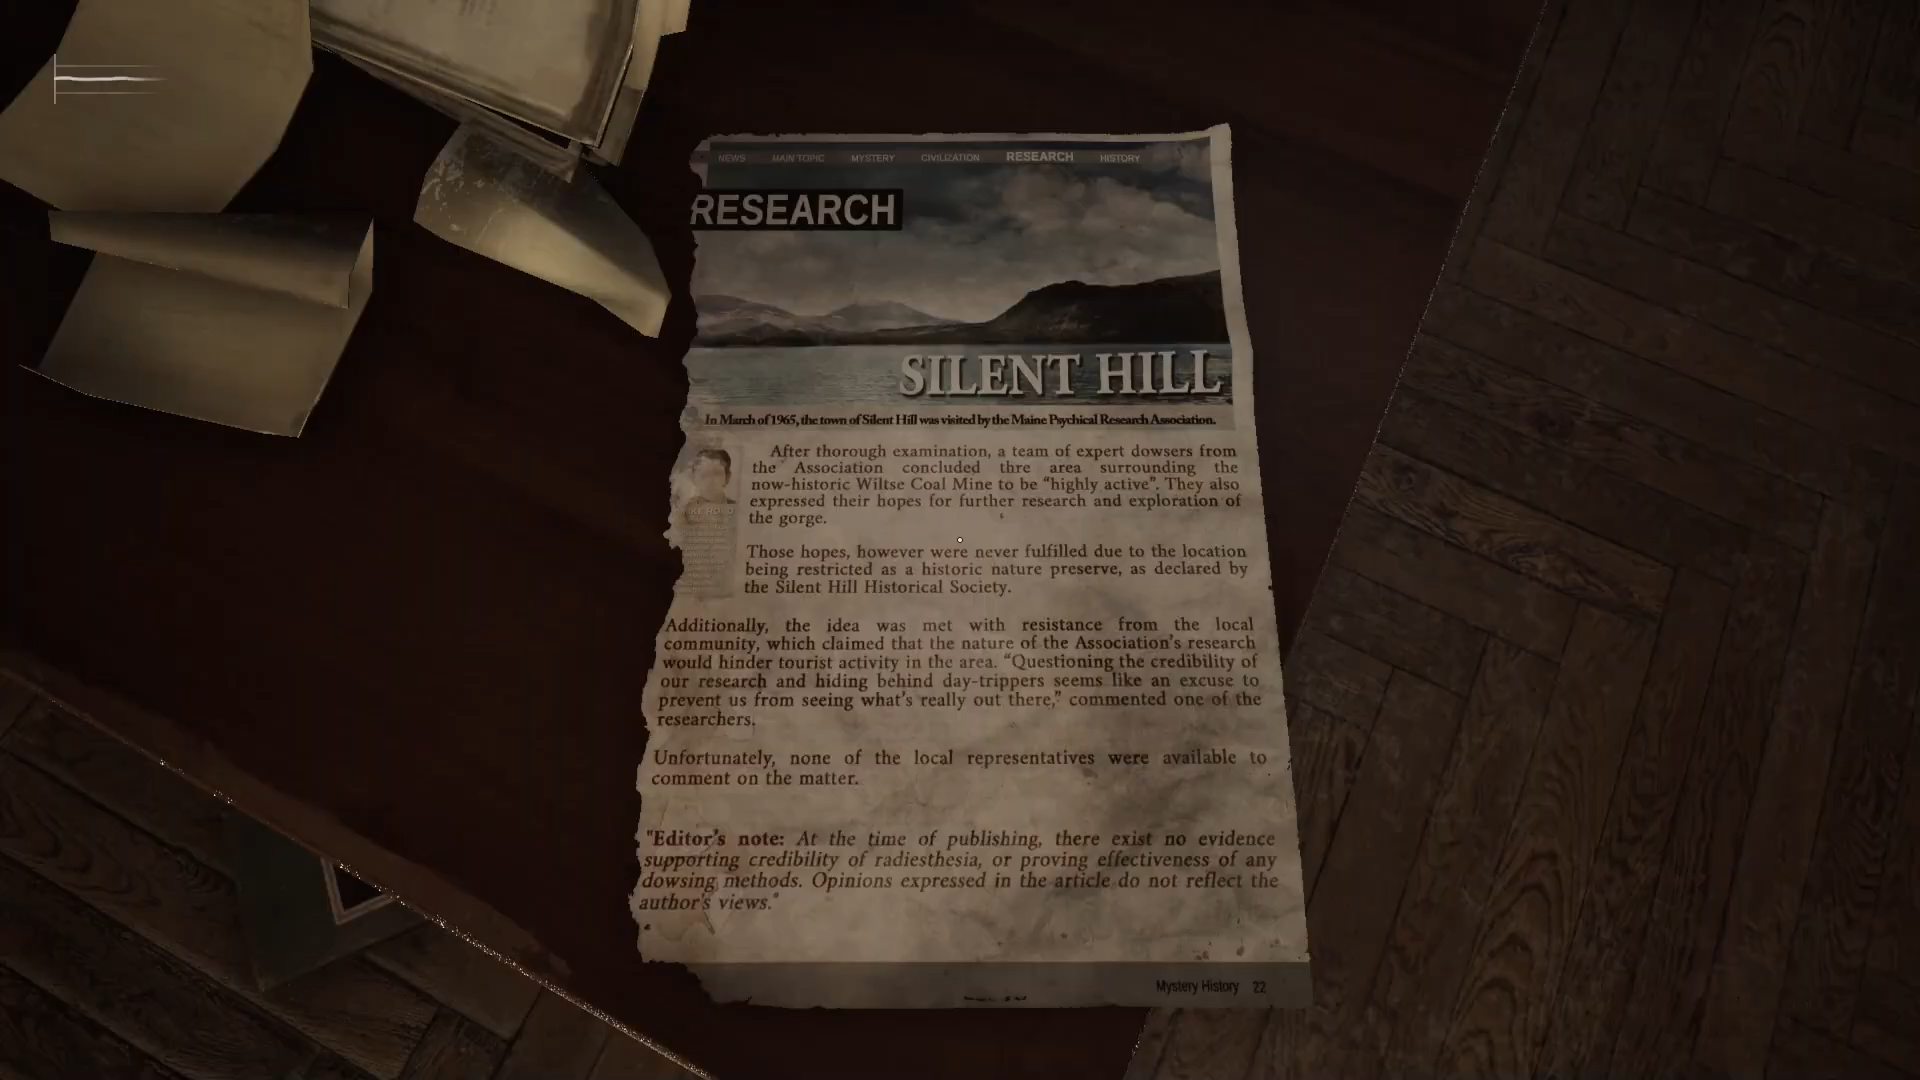 NEWS MAIN TOPIC MYSTERY CIVILIZATION RESEARCH HISTORY
RESEARCH
SILENT HILL
In March of 1965, the town of Silent Hill was visited by the Maine Psychical Research Association.
After thorough examination, a team of expert dowsers from
the Association concluded thre area surrounding the
now-historic Wiltse Coal Mine to be "highly active". They also
expressed their hopes for further research and exploration of
the gorge.
Those hopes, however were never fulfilled due to the location
being restricted as a historic nature preserve, as declared by
the Silent Hill Historical Society.
Additionally, the idea was met with resistance from the local
community, which claimed that the nature of the Association's research
would hinder tourist activity in the area. "Questioning the credibility of
our research and hiding behind day-trippers seems like an excuse to
prevent us from seeing what's really out there," commented one of the
researchers.
Unfortunately, none of the local representatives were available to
comment on the matter.
"Editor's note: At the time of publishing, there exist no evidence
supporting credibility of radiesthesia, or proving effectiveness of any
dowsing methods. Opinions expressed in the article do not reflect the
author's views."
Mystery History 22